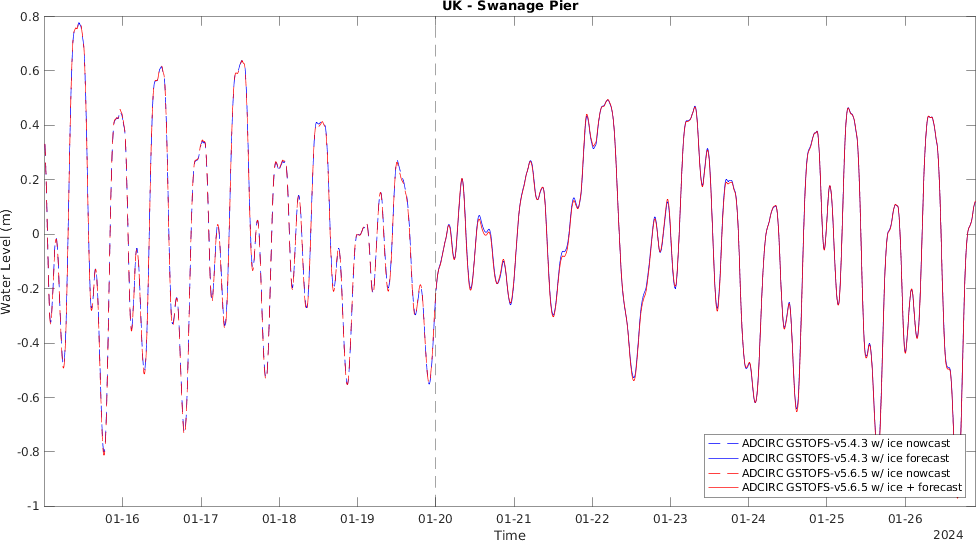 UK - Swanage Pier
0.8
0.6
0.4
0.2
0
-0.2
-0.4
-0.6
-0.8
-1
Water Level (m)
ADCIRC GSTOFS-v5.4.3 w/ ice nowcast
ADCIRC GSTOFS-v5.4.3 w/ ice forecast
ADCIRC GSTOFS-v5.6.5 w/ ice nowcast
ADCIRC GSTOFS-v5.6.5 w/ ice + forecast
01-16 01-17 01-18 01-19 01-20 01-21 01-22 01-23 01-24 01-25 01-26
Time
2024